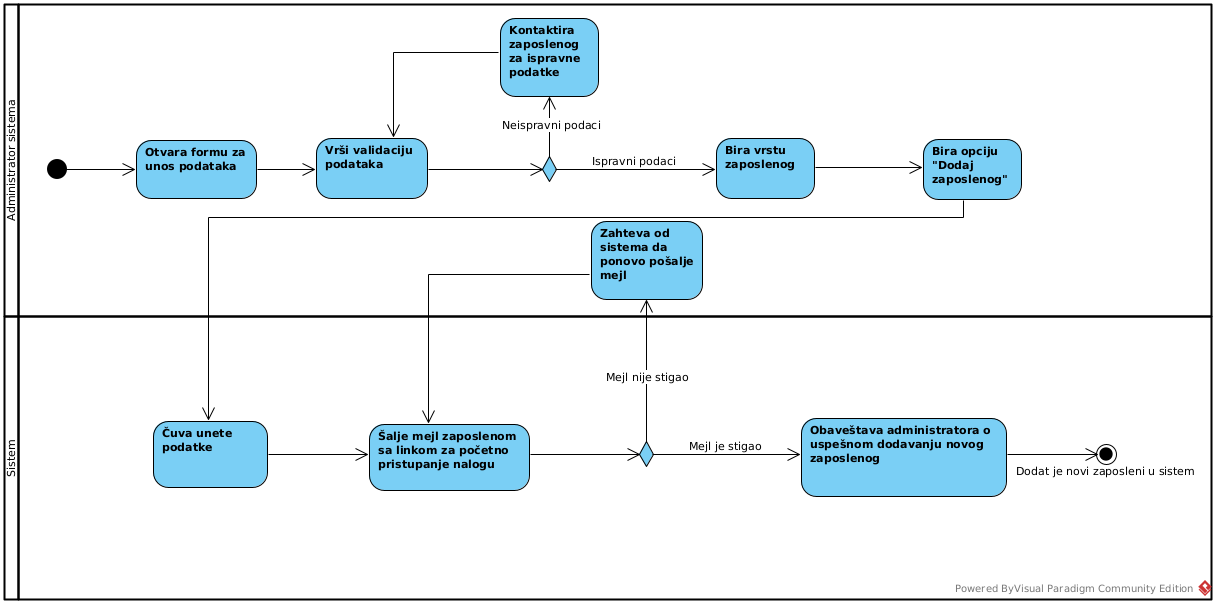 Administrator sistema
Kontaktira
zaposlenog
za ispravne
podatke
Neispravni podaci
Otvara formu za
unos podataka
Vrši validaciju
podataka
Ispravni podaci
Bira vrstu
zaposlenog
Bira opciju
"Dodaj
zaposlenog"
Zahteva od
sistema da
ponovo pošalje
mejl
Sistem
Mejl nije stigao
Čuva unete
podatke
Šalje mejl zaposlenom
sa linkom za početno
pristupanje nalogu
Mejl je stigao
Obaveštava administratora o
uspešnom dodavanju novog
zaposlenog
Dodat je novi zaposleni u sistem
Powered ByVisual Paradigm Community Edition